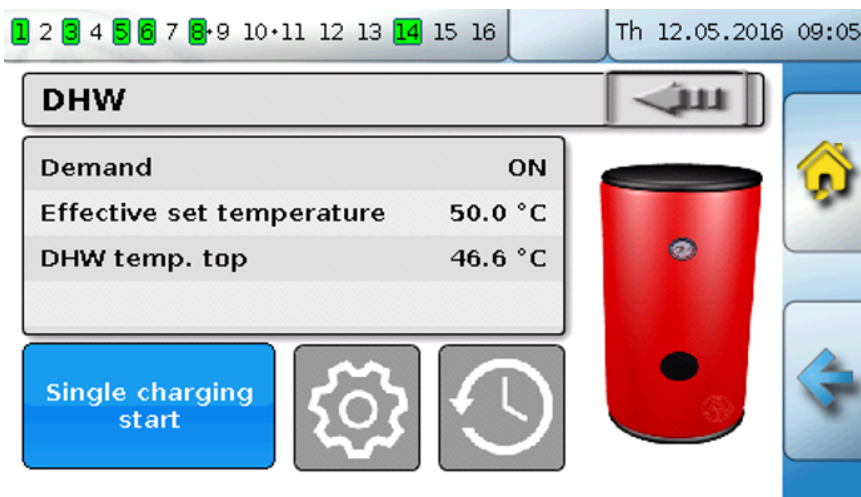 1 2 3 4 5 6 7 8•9 10•11 12 13 14 15 16 Th 12.05.2016 09:05
DHW
Demand ON
Effective set temperature 50.0 °C
DHW temp. top 46.6 °C
Single charging
start